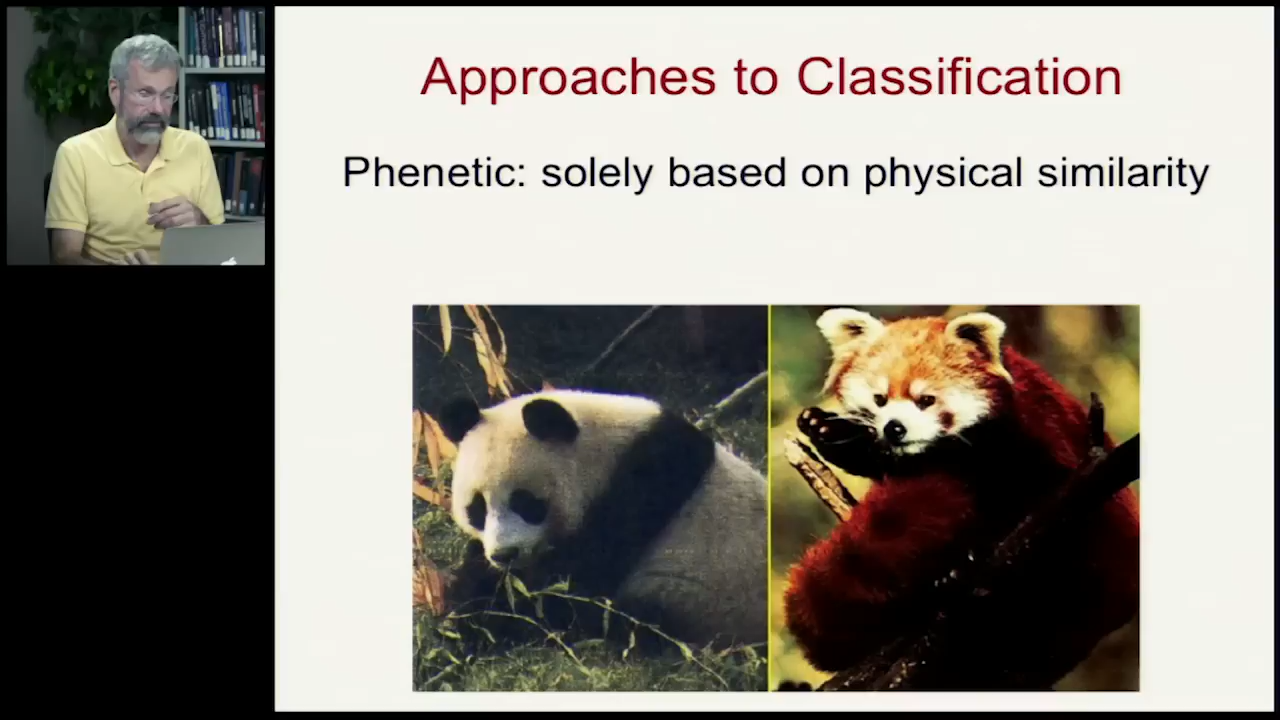 Approaches to Classification
Phenetic: solely based on physical similarity